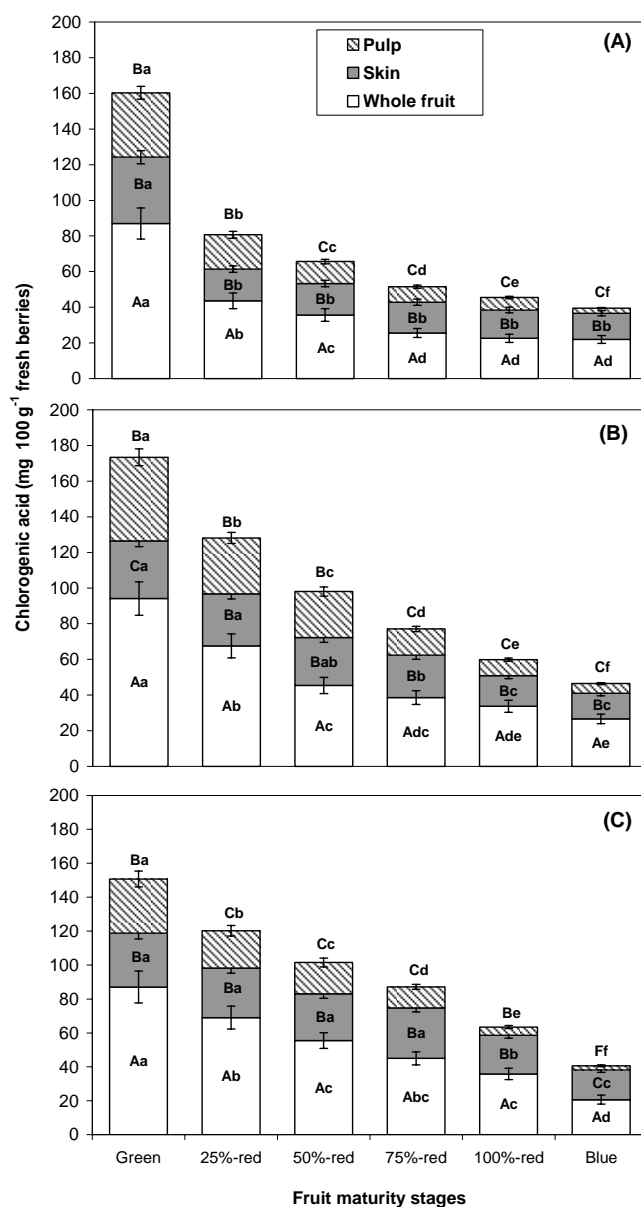 Chlorogenic acid (mg 100 g⁻¹ fresh berries)
(A)
Pulp
Skin
Whole fruit
200
180
160
140
120
100
80
60
40
20
0
Ba
Bb
Cc
Cd
Ce
Cf
Ba
Bb
Bb
Bb
Bb
Bb
Aa
Ab
Ac
Ad
Ad
Ad
(B)
200
180
160
140
120
100
80
60
40
20
0
Ba
Bb
Bc
Cd
Ce
Cf
Ca
Ba
Bab
Bb
Bc
Bc
Aa
Ab
Ac
Adc
Ade
Ae
(C)
200
180
160
140
120
100
80
60
40
20
0
Ba
Cb
Cc
Cd
Be
Ff
Ba
Ba
Ba
Ba
Bb
Cc
Aa
Ab
Ac
Abc
Ac
Ad
Green 25%-red 50%-red 75%-red 100%-red Blue
Fruit maturity stages